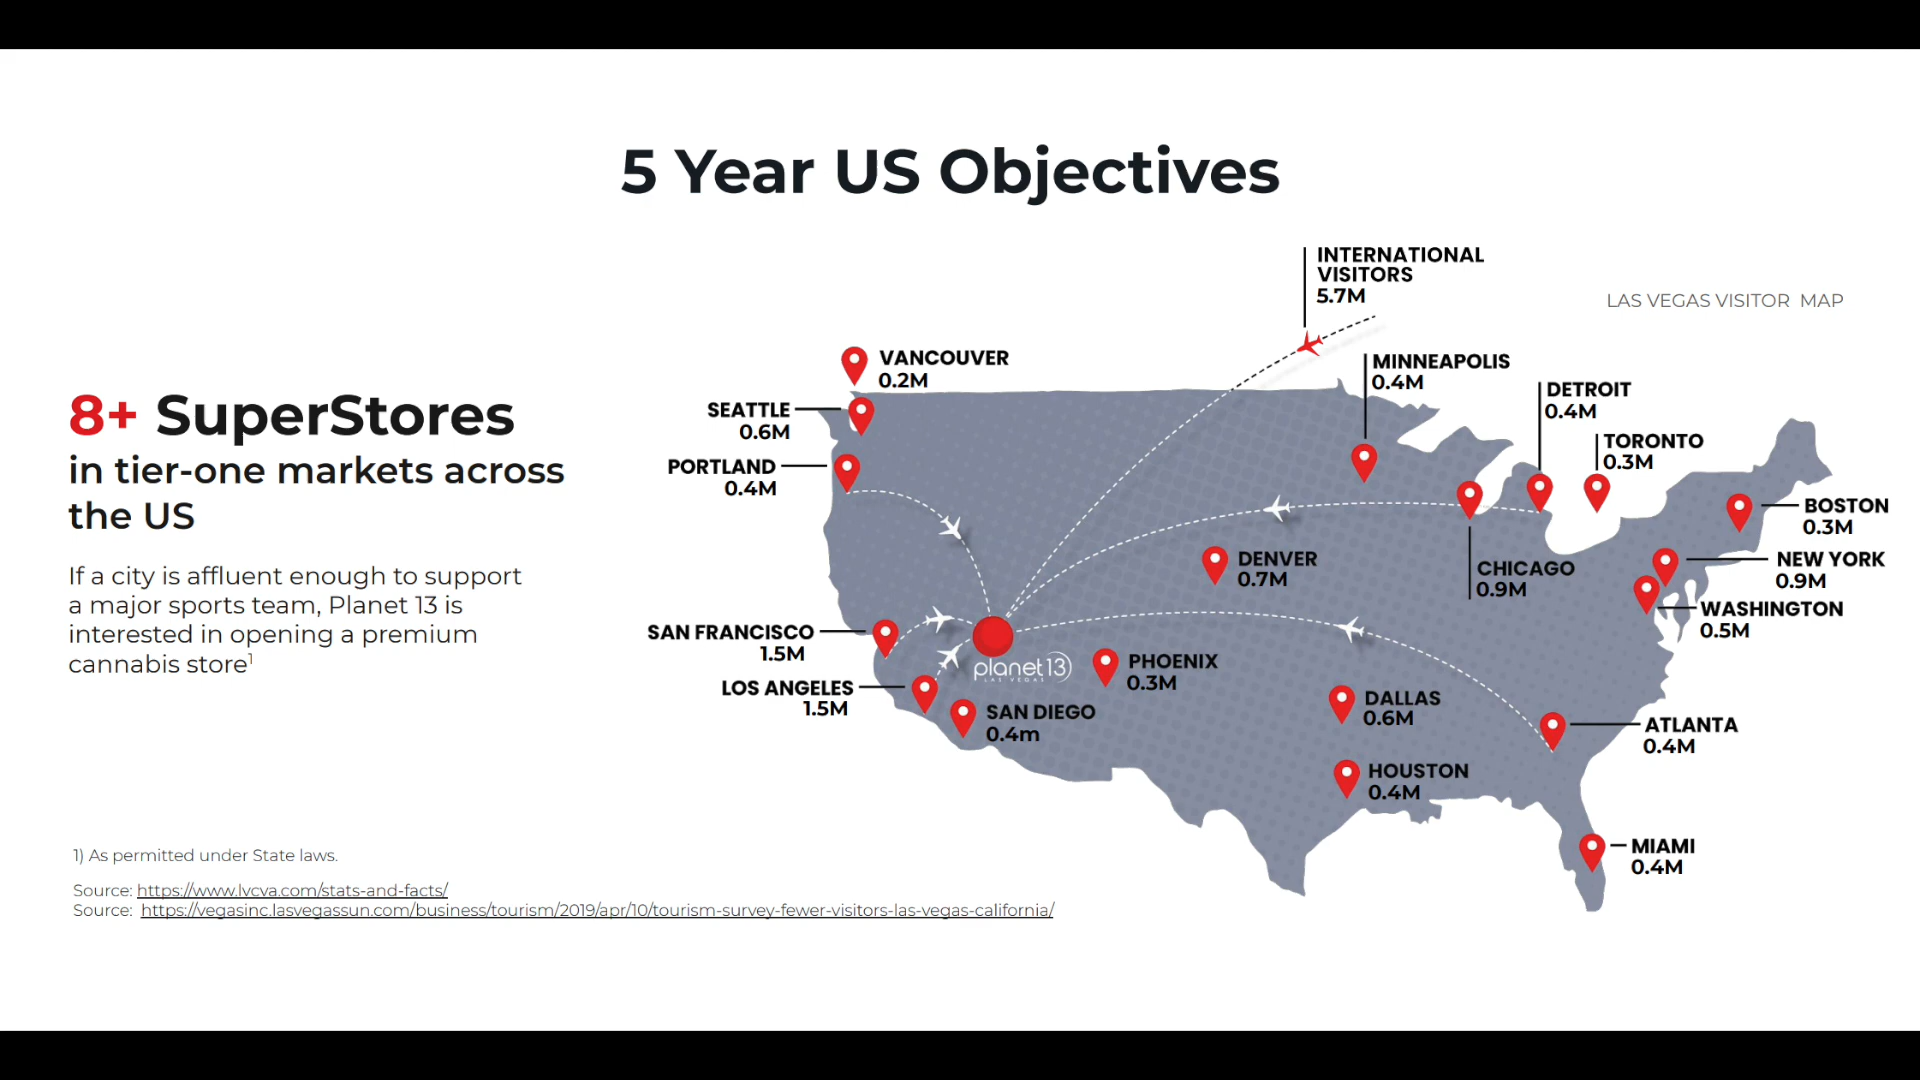 5 Year US Objectives
INTERNATIONAL
VISITORS
5.7M
LAS VEGAS VISITOR MAP
8+ SuperStores
in tier-one markets across
the US
If a city is affluent enough to support
a major sports team, Planet 13 is
interested in opening a premium
cannabis store1
VANCOUVER
0.2M
SEATTLE
0.6M
PORTLAND
0.4M
SAN FRANCISCO
1.5M
LOS ANGELES
1.5M
SAN DIEGO
0.4m
planet 13
LAS VEGAS
PHOENIX
0.3M
DENVER
0.7M
MINNEAPOLIS
0.4M
DETROIT
0.4M
TORONTO
0.3M
CHICAGO
0.9M
BOSTON
0.3M
NEW YORK
0.9M
WASHINGTON
0.5M
DALLAS
0.6M
HOUSTON
0.4M
ATLANTA
0.4M
MIAMI
0.4M
1) As permitted under State laws.
Source: https://www.lvcva.com/stats-and-facts/
Source: https://vegasinc.lasvegassun.com/business/tourism/2019/apr/10/tourism-survey-fewer-visitors-las-vegas-california/